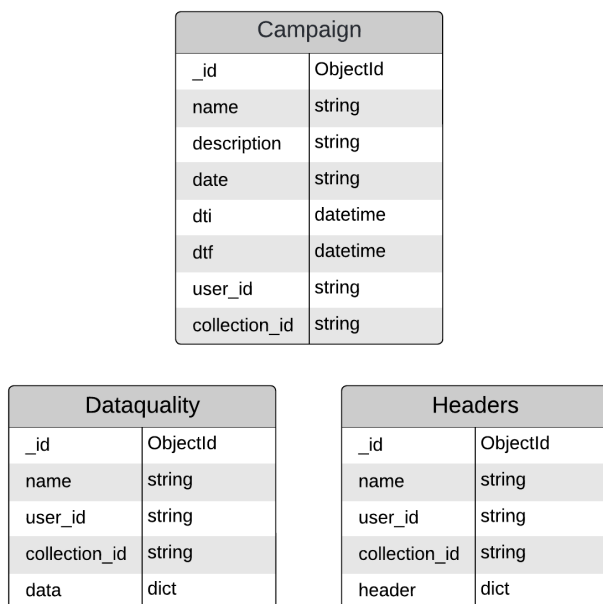 Campaign
_id ObjectId
name string
description string
date string
dti datetime
dtf datetime
user_id string
collection_id string
Dataquality
_id ObjectId
name string
user_id string
collection_id string
data dict
Headers
_id ObjectId
name string
user_id string
collection_id string
header dict